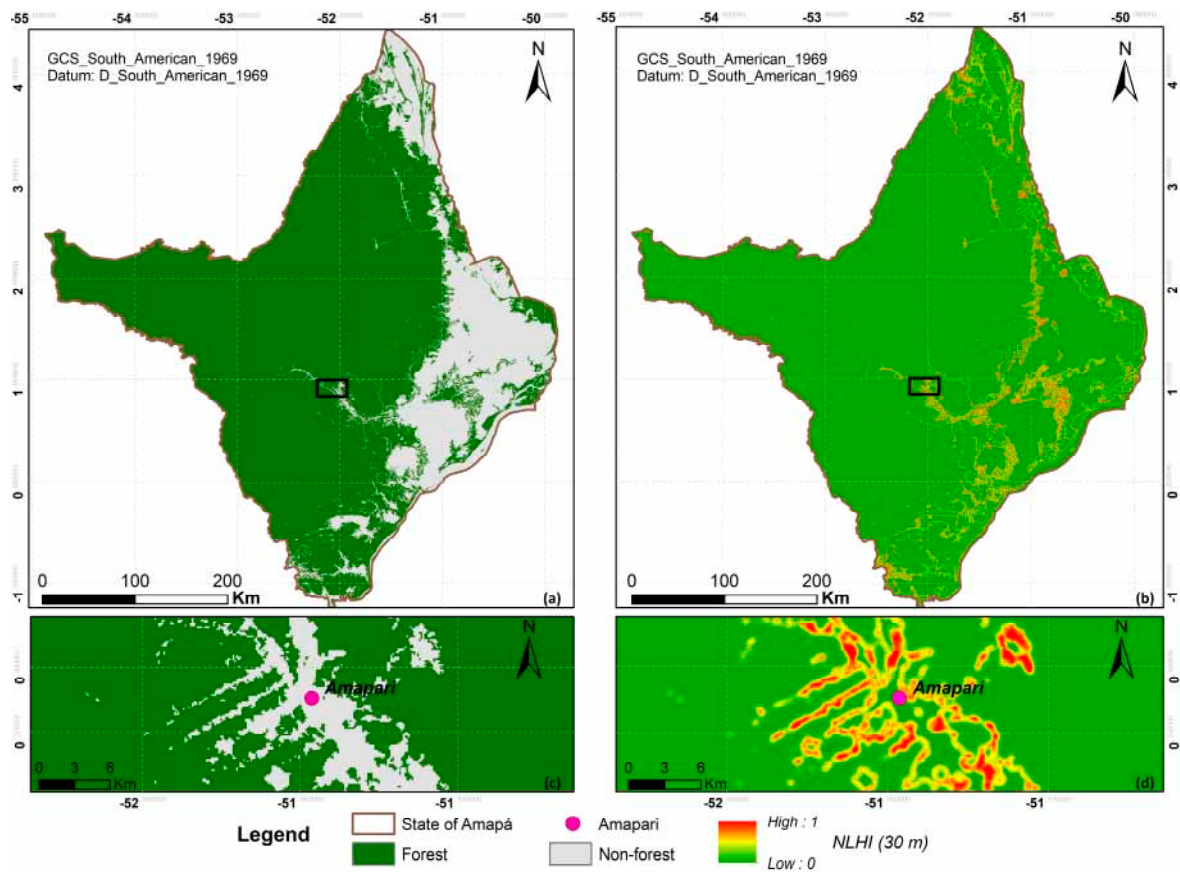 -55 -54 -53 -52 -51 -50
-55 -54 -53 -52 -51 -50
GCS_South_American_1969
Datum: D_South_American_1969
N
GCS_South_American_1969
Datum: D_South_American_1969
N
4
3
2
1
0
-1
4
3
2
1
0
-1
0 100 200
Km
(a)
0 100 200
Km
(b)
N
Amapari
0
0
0 3 6
Km
(c)
N
Amapari
0
0
0 3 6
Km
(d)
-52 -51 -51
-52 -51 -51
Legend
State of Amapá
Amapari
High : 1
NLHI (30 m)
Forest
Non-forest
Low : 0